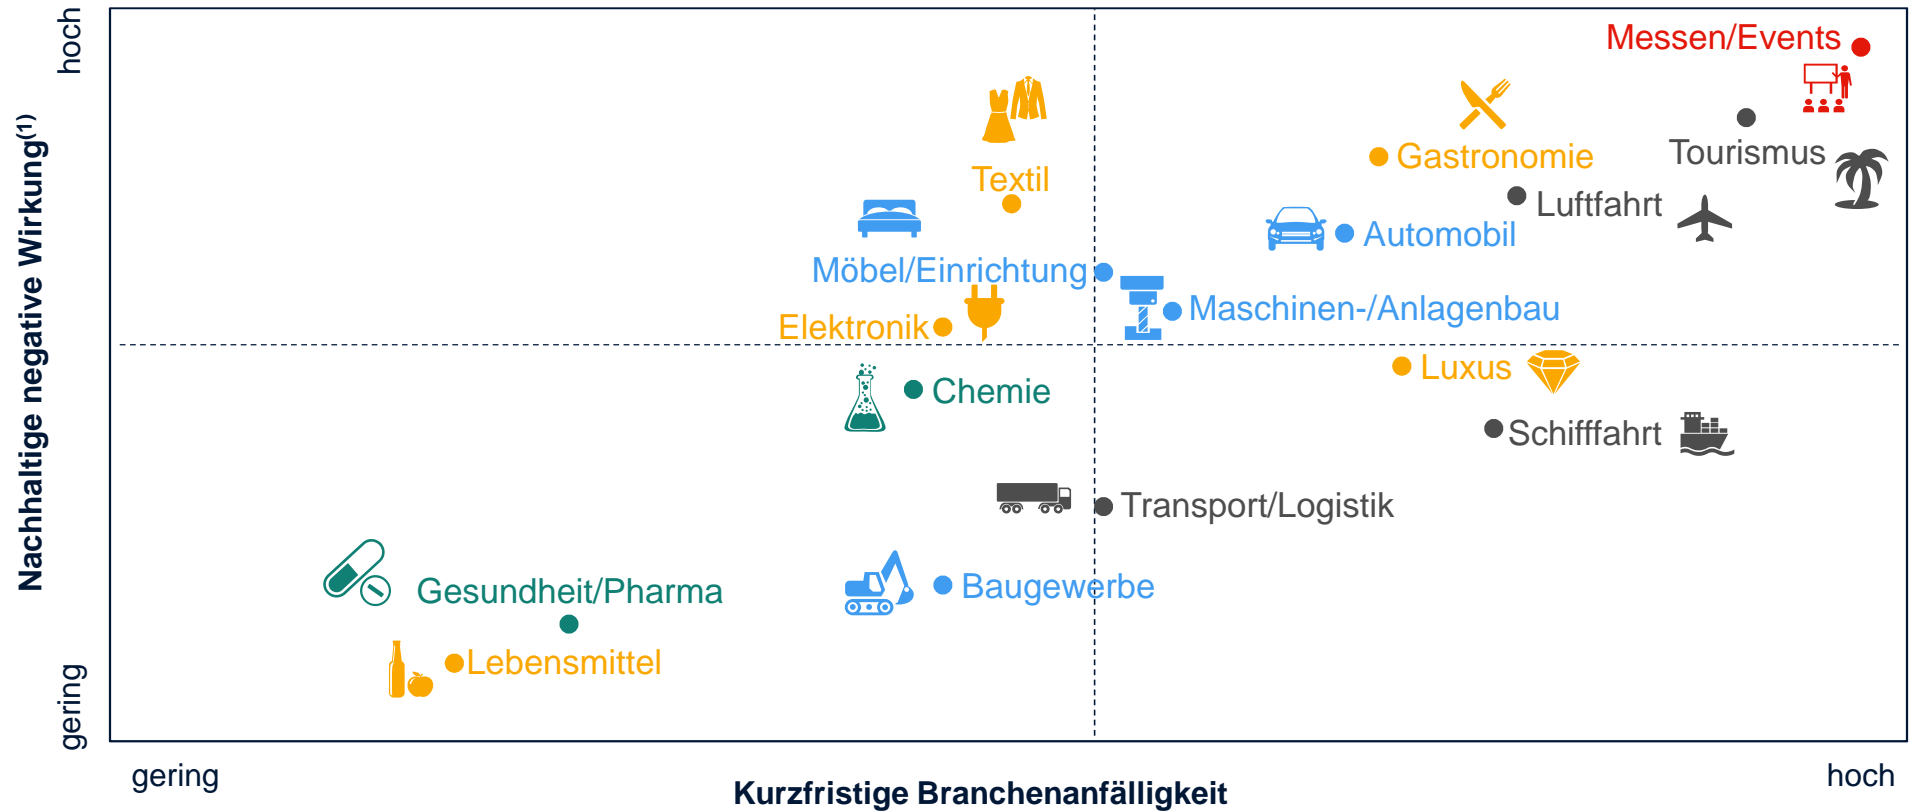 hoch
Nachhaltige negative Wirkung(1)
gering
Messen/Events
Tourismus
Gastronomie
Textil
Luftfahrt
Automobil
Möbel/Einrichtung
Maschinen-/Anlagenbau
Elektronik
Luxus
Chemie
Schifffahrt
Transport/Logistik
Baugewerbe
Gesundheit/Pharma
Lebensmittel
gering
Kurzfristige Branchenanfälligkeit
hoch